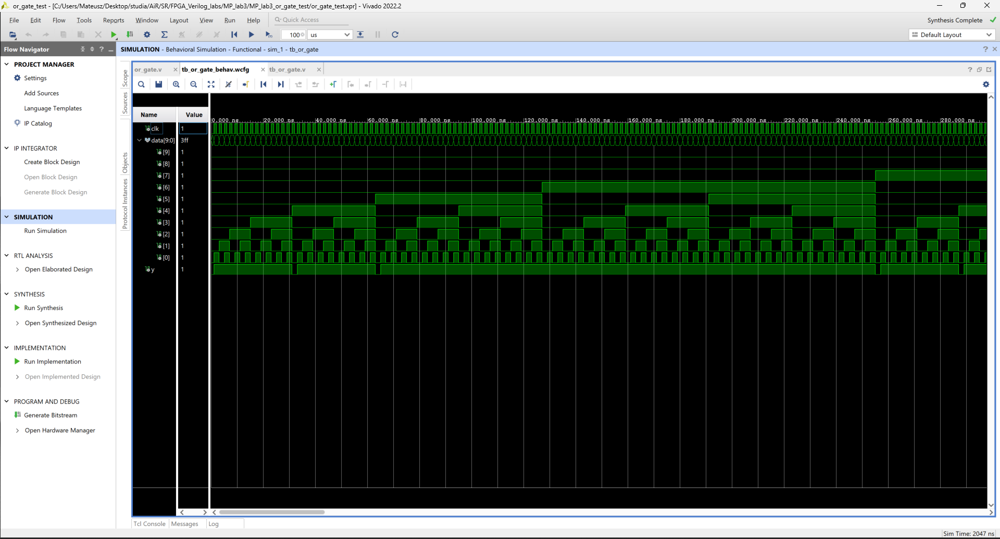 or_gate_test - [C:/Users/Mateusz/Desktop/studia/AiR/SR/FPGA_Verilog_labs/MP_lab3/MP_lab3_or_gate_test/or_gate_test.xpr] - Vivado 2022.2
File Edit Flow Tools Reports Window Layout View Run Help Quick Access Synthesis Complete
100 us Default Layout
Flow Navigator
SIMULATION - Behavioral Simulation - Functional - sim_1 - tb_or_gate
PROJECT MANAGER
Settings
Add Sources
Language Templates
IP Catalog
IP INTEGRATOR
Create Block Design
Open Block Design
Generate Block Design
SIMULATION
Run Simulation
RTL ANALYSIS
Open Elaborated Design
SYNTHESIS
Run Synthesis
Open Synthesized Design
IMPLEMENTATION
Run Implementation
Open Implemented Design
PROGRAM AND DEBUG
Generate Bitstream
Open Hardware Manager
Scope
Sources
Objects
Protocol Instances
or_gate.v tb_or_gate_behav.wcfg tb_or_gate.v
Name Value
0.000 ns 20.000 ns 40.000 ns 60.000 ns 80.000 ns 100.000 ns 120.000 ns 140.000 ns 160.000 ns 180.000 ns 200.000 ns 220.000 ns 240.000 ns 260.000 ns 280.000 ns
clk 1
data[9:0] 3ff
[9] 1
[8] 1
[7] 1
[6] 1
[5] 1
[4] 1
[3] 1
[2] 1
[1] 1
[0] 1
y 1
Tcl Console Messages Log
Sim Time: 2047 ns